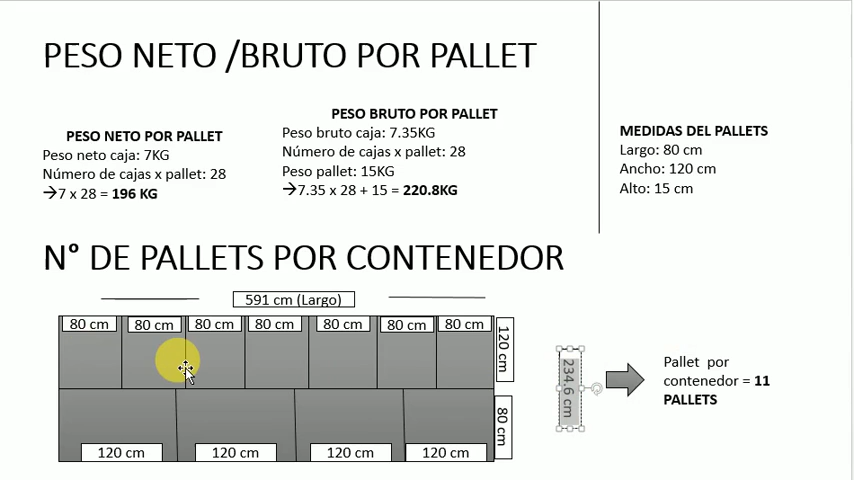 PESO NETO /BRUTO POR PALLET
PESO NETO POR PALLET
Peso neto caja: 7KG
Número de cajas x pallet: 28
→7 x 28 = 196 KG
PESO BRUTO POR PALLET
Peso bruto caja: 7.35KG
Número de cajas x pallet: 28
Peso pallet: 15KG
→7.35 x 28 + 15 = 220.8KG
MEDIDAS DEL PALLETS
Largo: 80 cm
Ancho: 120 cm
Alto: 15 cm
N° DE PALLETS POR CONTENEDOR
591 cm (Largo)
80 cm
80 cm
80 cm
80 cm
80 cm
80 cm
80 cm
120 cm
80 cm
120 cm
120 cm
120 cm
120 cm
234.6 cm
Pallet por
contenedor = 11
PALLETS